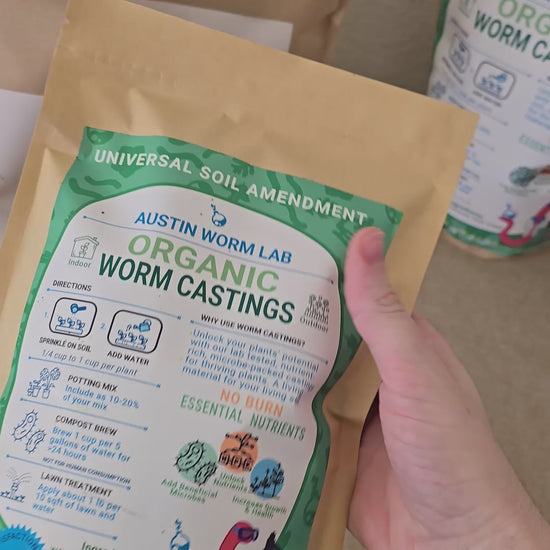 UNIVERSAL SOIL AMENDMENT
AUSTIN WORM LAB
ORGANIC
WORM CASTINGS
Indoor
Outdoor
DIRECTIONS
1.
2.
SPRINKLE ON SOIL
ADD WATER
1/4 cup to 1 cup per plant
POTTING MIX
Include as 10-20%
of your mix
COMPOST BREW
Brew 1 cup per 5
gallons of water for
>24 hours
NOT FOR HUMAN CONSUMPTION
LAWN TREATMENT
Apply about 1 lb per
10 sqft of lawn and
water
WHY USE WORM CASTINGS?
Unlock your plants' potential
with our lab tested, nutrient
rich, microbe packed
for thriving plants. A
material for your living
NO BURN
ESSENTIAL NUTRIENTS
Add Beneficial
Microbes
Unlock
Nutrients
Increase Growth
& Health
WORM
ADD WATER